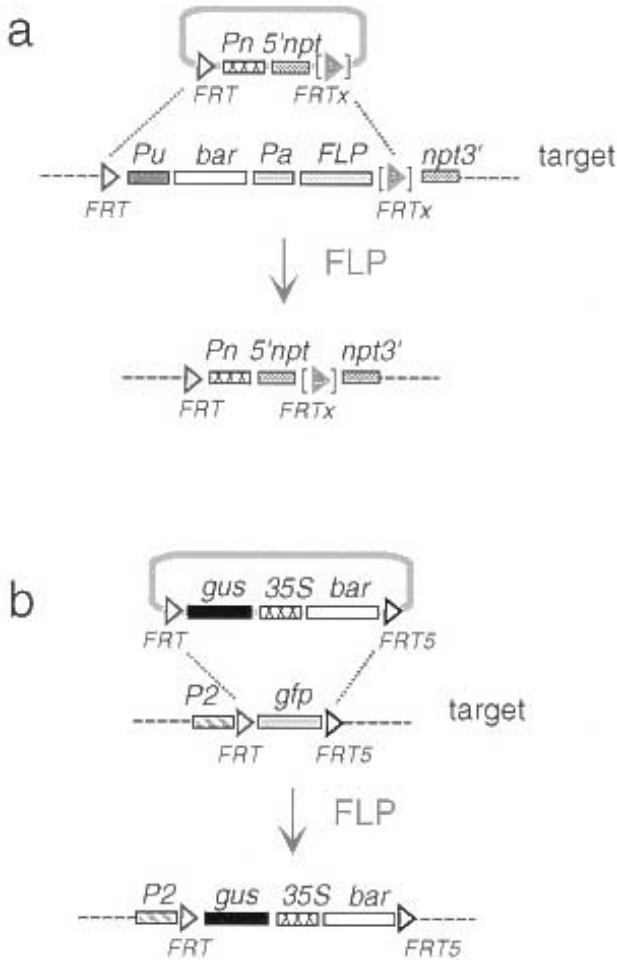 a
Pn 5'npt
FRT FRTx
Pu bar Pa FLP npt3' target
FRT FRTx
FLP
Pn 5'npt npt3'
FRT FRTx
b
gus 35S bar
FRT FRT5
P2 gfp target
FRT FRT5
FLP
P2 gus 35S bar
FRT FRT5